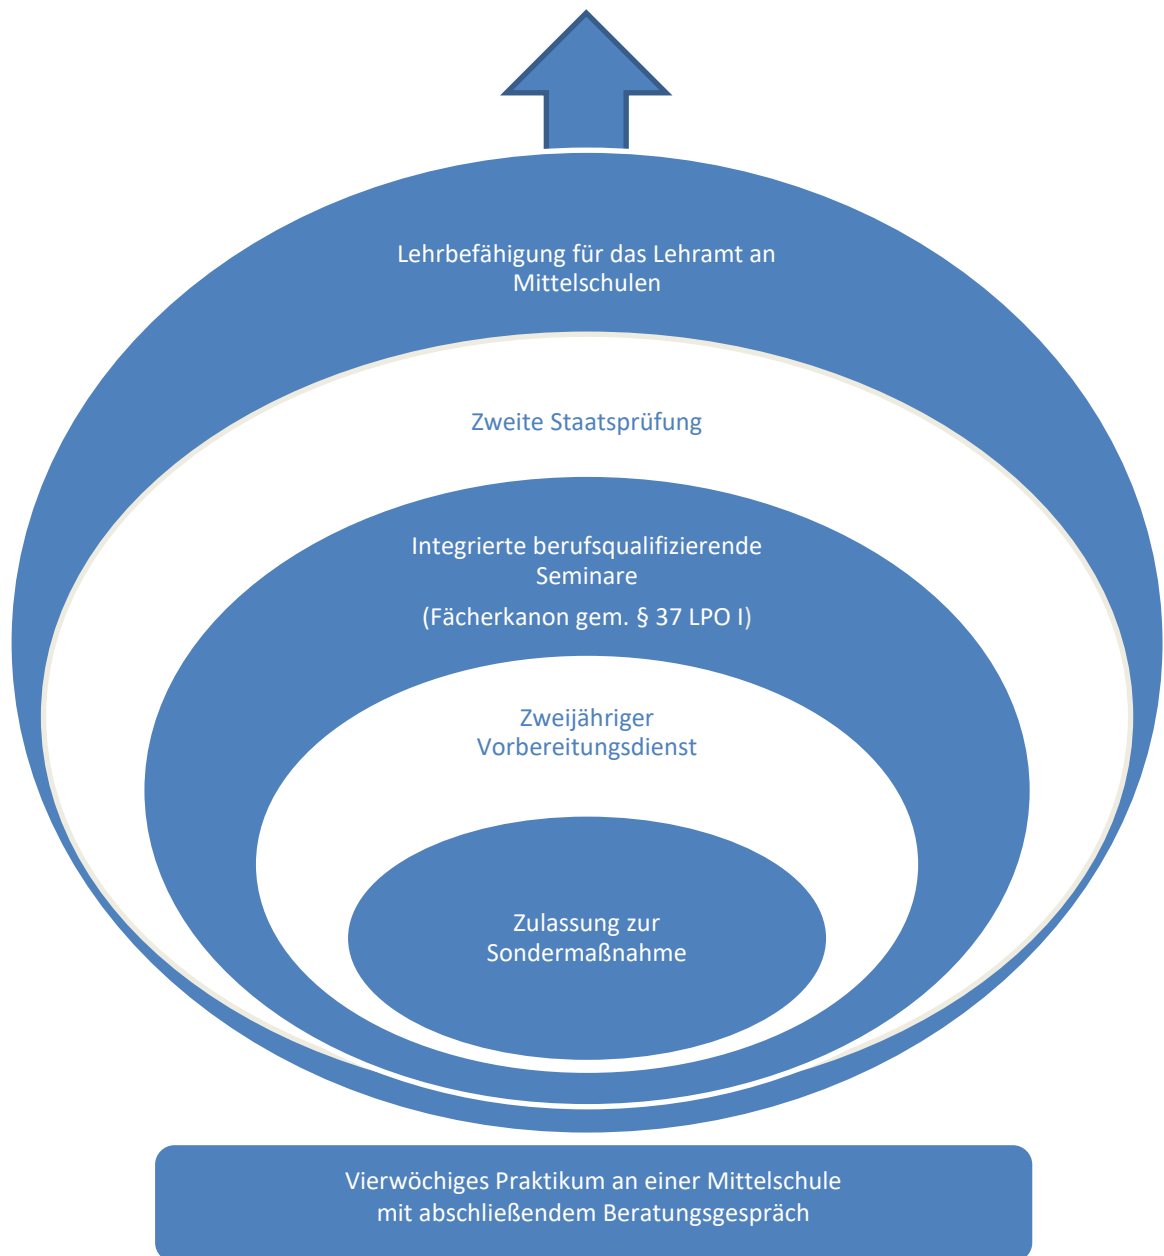 Lehrbefähigung für das Lehramt an
Mittelschulen
Zweite Staatsprüfung
Integrierte berufsqualifizierende
Seminare
(Fächerkanon gem. § 37 LPO I)
Zweijähriger
Vorbereitungsdienst
Zulassung zur
Sondermaßnahme
Vierwöchiges Praktikum an einer Mittelschule
mit abschließendem Beratungsgespräch